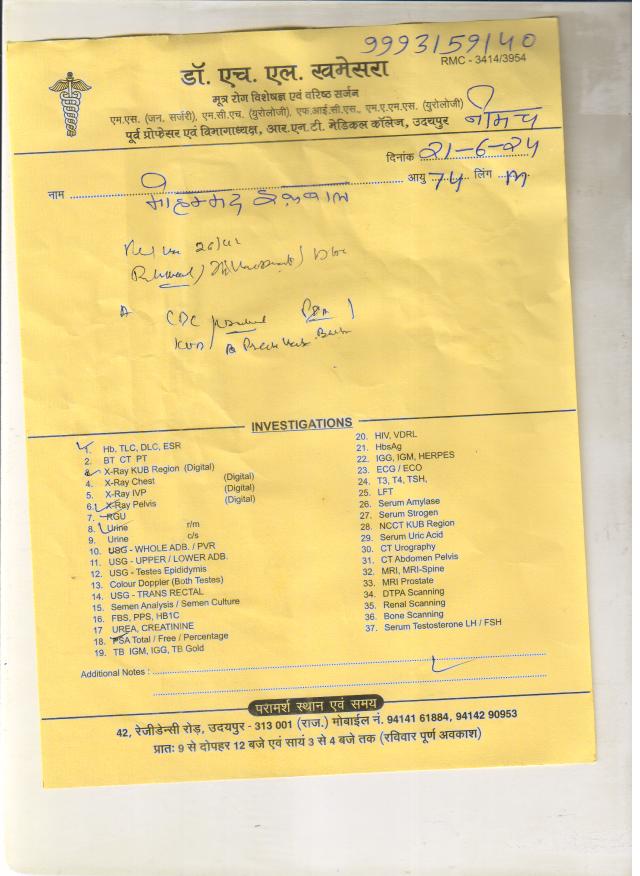 9993159140
RMC - 3414/3954
डॉ. एच. एल. खमेसरा
मूत्र रोग विशेषज्ञ एवं वरिष्ठ सर्जन
एम.एस. (जन. सर्जरी), एम.सी.एच. (युरोलोजी), एफ.आई.सी.एस., एम.ए.एम.एस. (युरोलोजी)
पूर्व प्रोफेसर एवं विभागाध्यक्ष, आर.एन.टी. मेडिकल कॉलेज, उदयपुर नीमच
दिनांक 21-6-24
नाम मोहम्मद इकबाल आयु 74 लिंग M
CBC
INVESTIGATIONS
1. Hb, TLC, DLC, ESR
2. BT CT PT
3. X-Ray KUB Region (Digital)
4. X-Ray Chest (Digital)
5. X-Ray IVP (Digital)
6. X-Ray Pelvis (Digital)
7. RGU
8. Urine r/m
9. Urine c/s
10. USG - WHOLE ADB. / PVR
11. USG - UPPER / LOWER ADB.
12. USG - Testes Epididymis
13. Colour Doppler (Both Testes)
14. USG - TRANS RECTAL
15. Semen Analysis / Semen Culture
16. FBS, PPS, HB1C
17 UREA, CREATININE
18. PSA Total / Free / Percentage
19. TB IGM, IGG, TB Gold
20. HIV, VDRL
21. HbsAg
22. IGG, IGM, HERPES
23. ECG / ECO
24. T3, T4, TSH,
25. LFT
26. Serum Amylase
27. Serum Strogen
28. NCCT KUB Region
29. Serum Uric Acid
30. CT Urography
31. CT Abdomen Pelvis
32. MRI, MRI-Spine
33. MRI Prostate
34. DTPA Scanning
35. Renal Scanning
36. Bone Scanning
37. Serum Testosterone LH / FSH
Additional Notes :
परामर्श स्थान एवं समय
42, रेजीडेन्सी रोड़, उदयपुर - 313 001 (राज.) मोबाईल नं. 94141 61884, 94142 90953
प्रातः 9 से दोपहर 12 बजे एवं सायं 3 से 4 बजे तक (रविवार पूर्ण अवकाश)